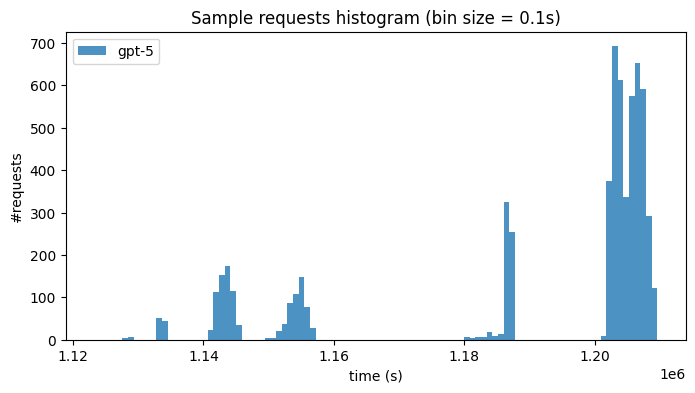 Sample requests histogram (bin size = 0.1s)
gpt-5
#requests
700
600
500
400
300
200
100
0
1.12 1.14 1.16 1.18 1.20
1e6
time (s)